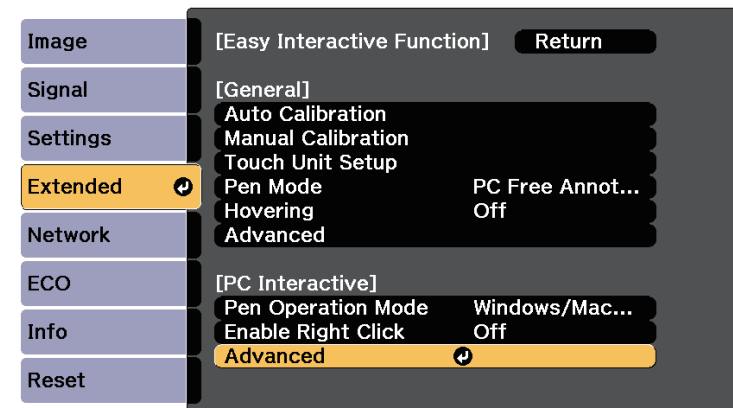 Image
Signal
Settings
Extended
Network
ECO
Info
Reset
[Easy Interactive Function] Return
[General]
Auto Calibration
Manual Calibration
Touch Unit Setup
Pen Mode PC Free Annot...
Hovering Off
Advanced
[PC Interactive]
Pen Operation Mode Windows/Mac...
Enable Right Click Off
Advanced